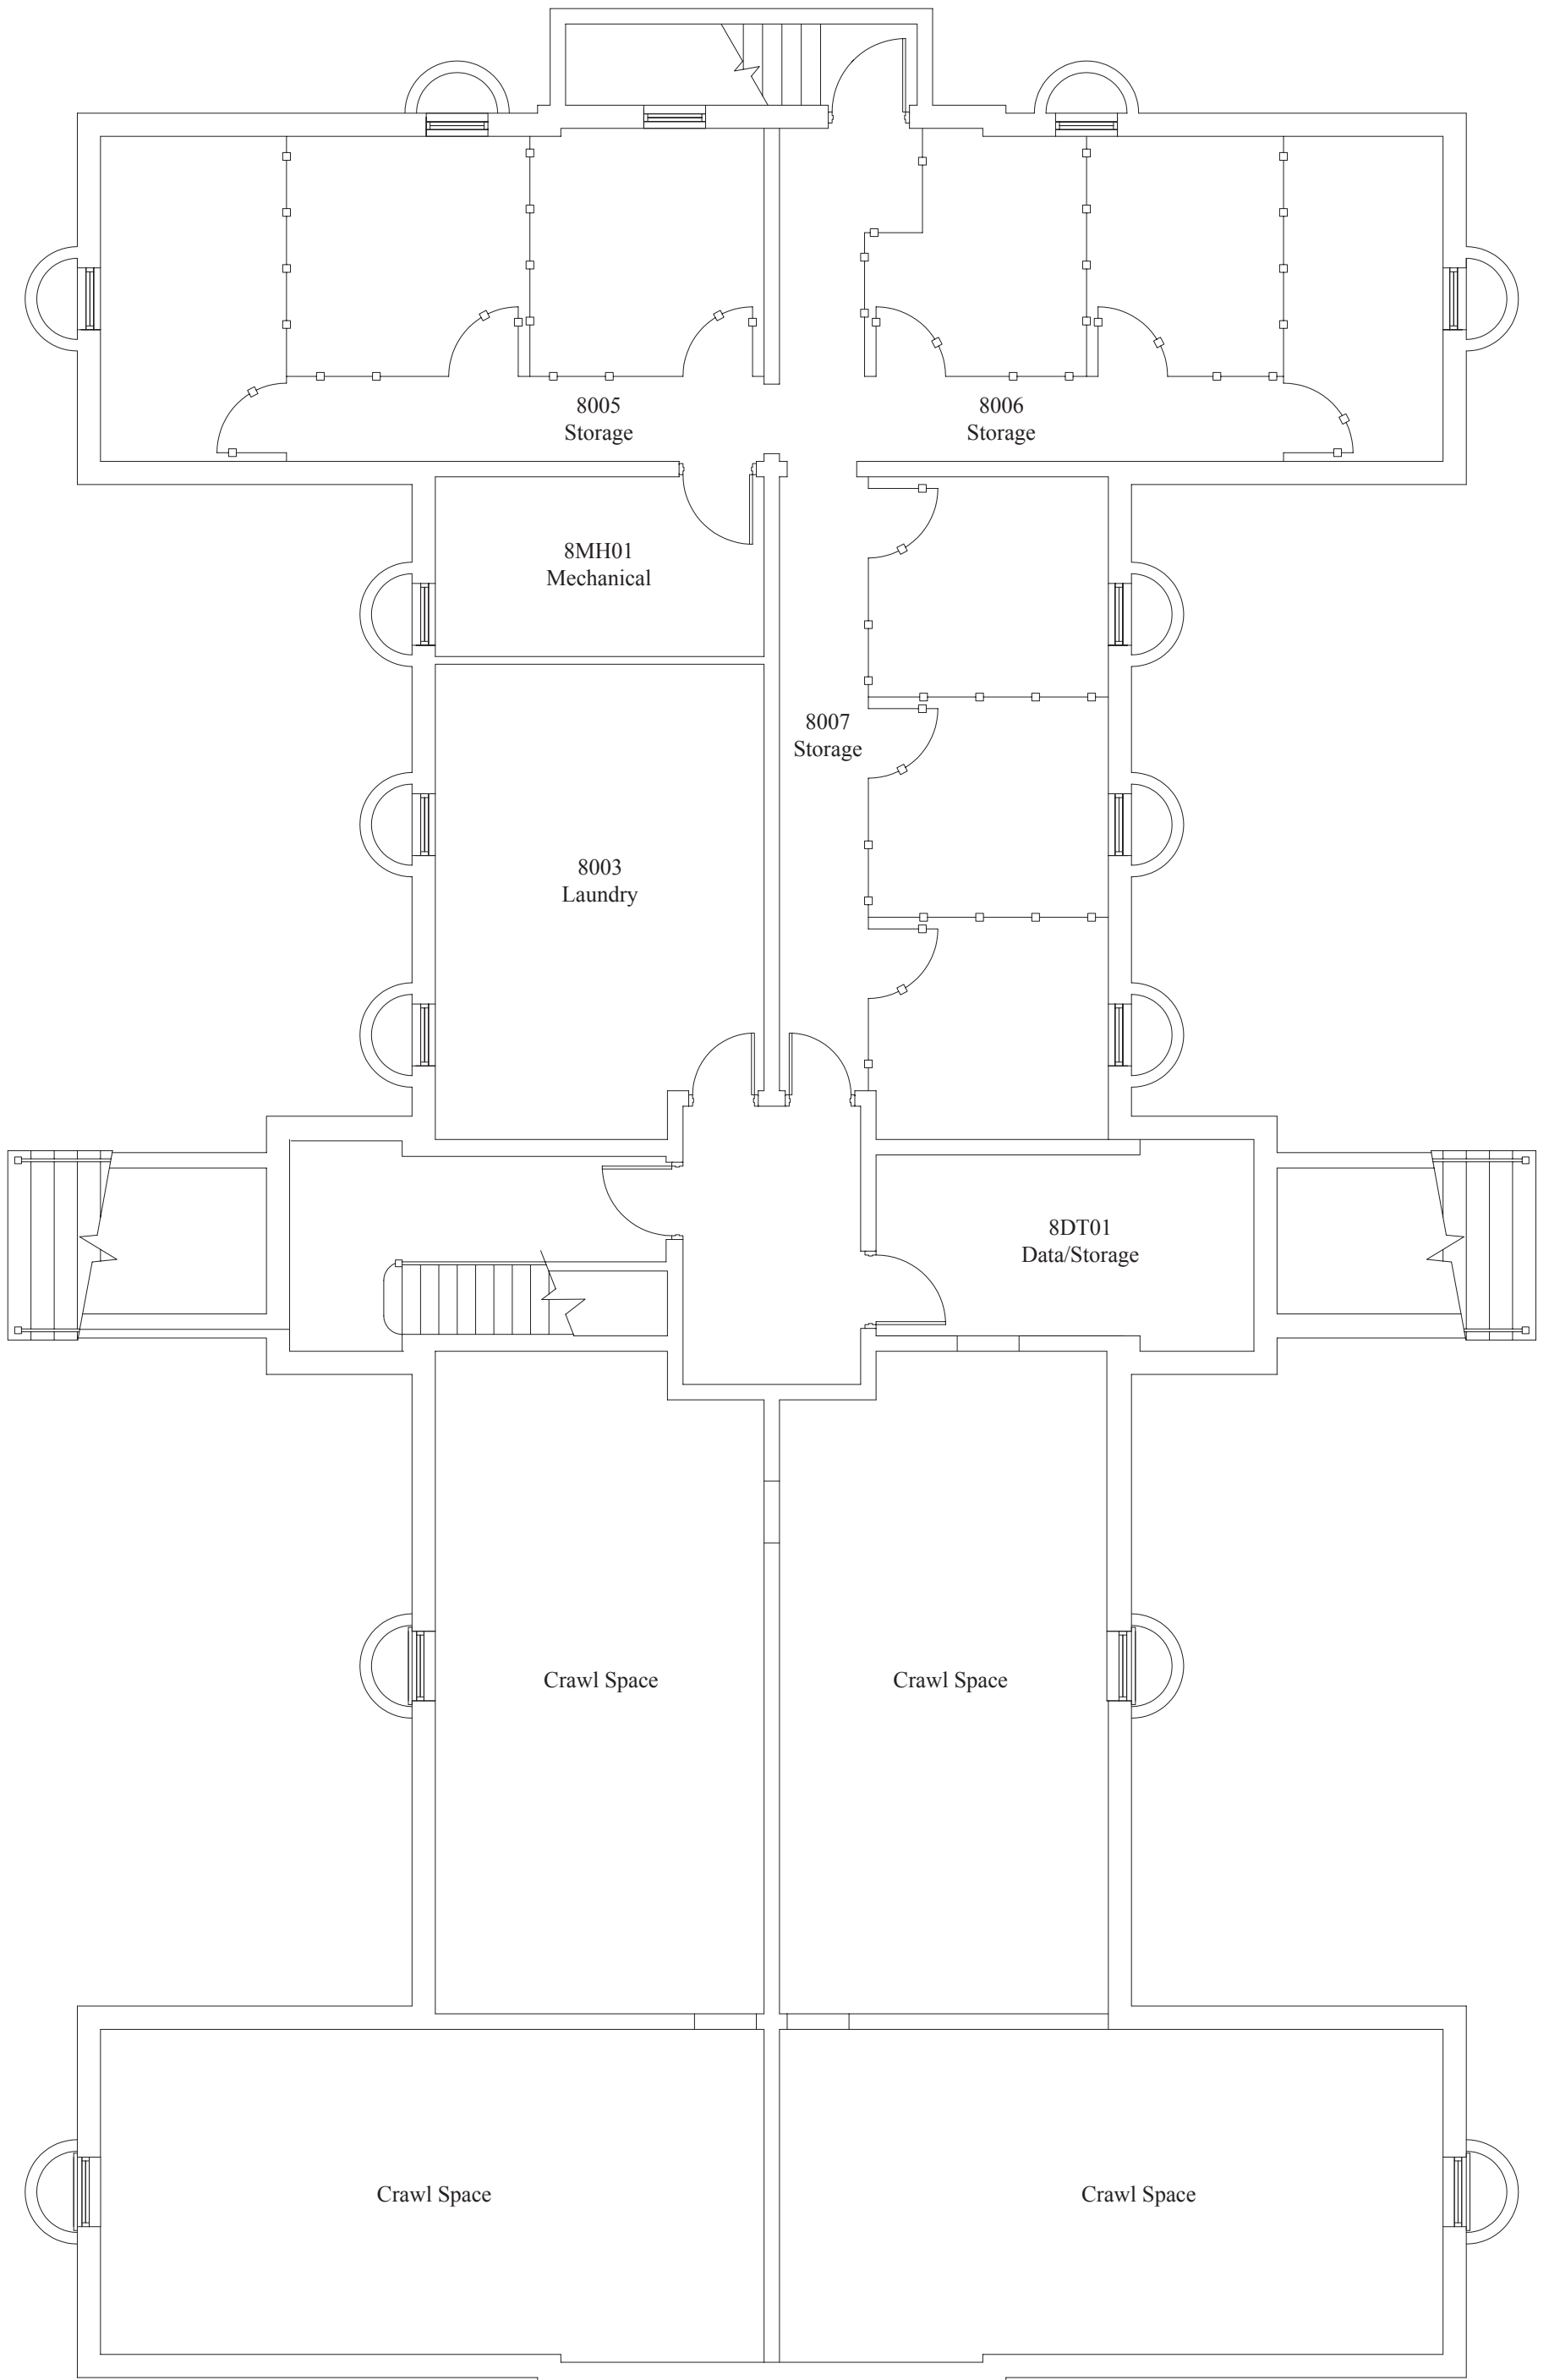 8005
Storage
8006
Storage
8MH01
Mechanical
8007
Storage
8003
Laundry
8DT01
Data/Storage
Crawl Space
Crawl Space
Crawl Space
Crawl Space